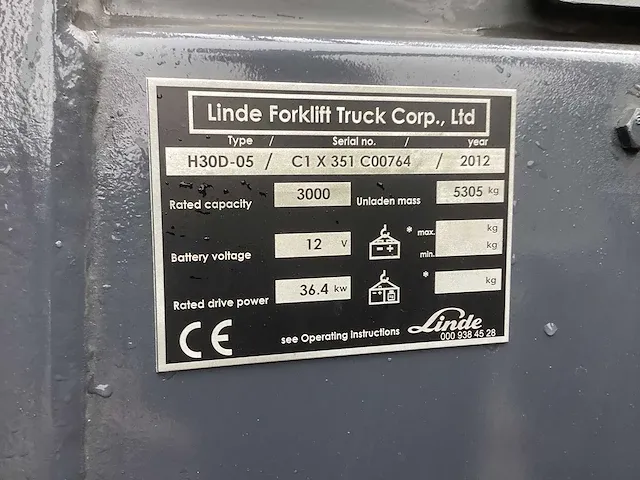 Linde Forklift Truck Corp., Ltd
Type / Serial no. / year
H30D-05 / C1 X 351 C00764 / 2012
Rated capacity 3000 Unladen mass 5305 kg
Battery voltage 12 V * max. kg
min. kg
Rated drive power 36.4 kw * kg
CE see Operating Instructions Linde
000 938 45 28